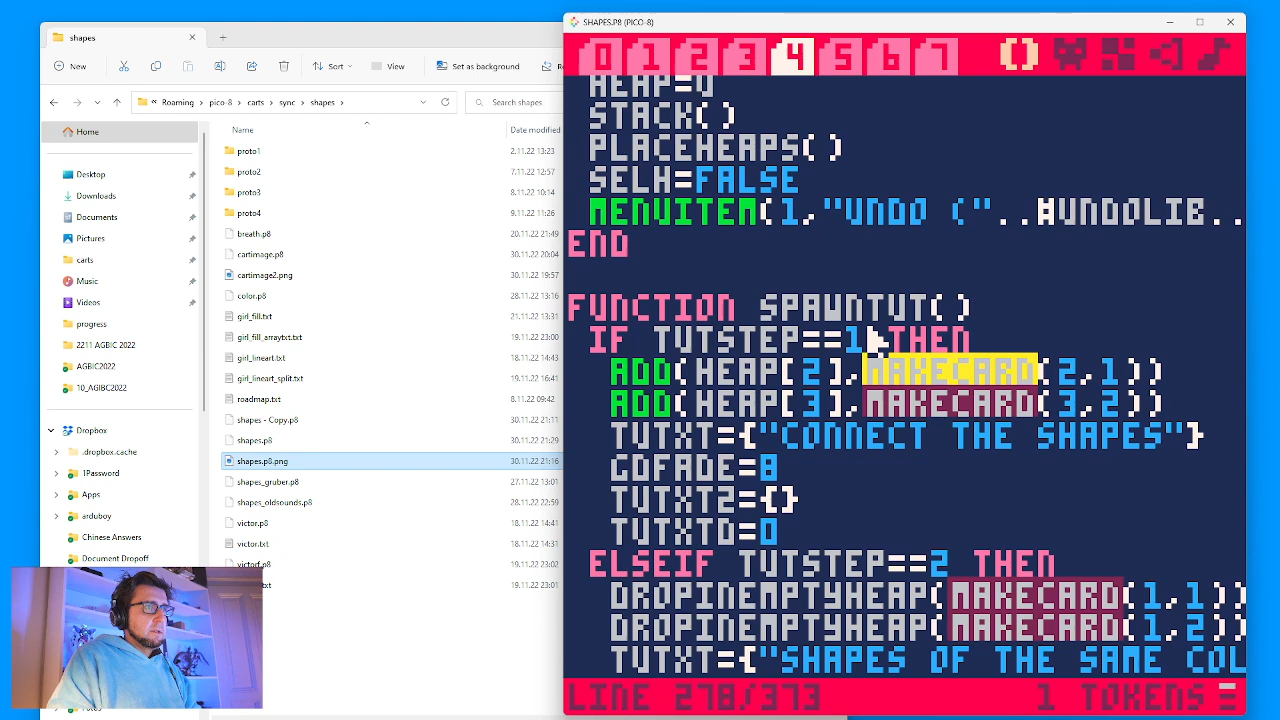 shapes
SHAPES.P8 (PICO-8)
New
Sort
View
Set as background
Roaming
pico-8
carts
sync
shapes
Search shapes
Home
Desktop
Downloads
Documents
Pictures
carts
Music
Videos
progress
2211 AGBIC 2022
AGBIC2022
10_AGBIC2022
Dropbox
.dropbox.cache
1Password
Apps
arduboy
Chinese Answers
Document Dropoff
Name
Date modified
proto1 2.11.22 13:23
proto2 7.11.22 12:57
proto3 8.11.22 10:14
proto4 9.11.22 11:26
breath.p8 20.11.22 21:49
cartimage.p8 30.11.22 20:04
cartimage2.png 30.11.22 19:57
color.p8 28.11.22 13:16
girl_fill.txt 21.11.22 13:31
girl_fill_arraytxt.txt 19.11.22 23:00
girl_lineart.txt 18.11.22 14:43
girl_lineart_split.txt 19.11.22 16:41
roadmap.txt 8.11.22 09:42
shapes - Copy.p8 30.11.22 21:11
shapes.p8 30.11.22 21:29
shapes.p8.png 30.11.22 21:16
shapes_gruber.p8 27.11.22 13:01
shapes_oldsounds.p8 28.11.22 22:59
victor.p8 18.11.22 14:41
victor.txt 18.11.22 14:43
19.11.22 23:01
19.11.22 23:01
0 1 2 3 4 5 6 7
HEAP=0
STACK()
PLACEHEAPS()
SELH=FALSE
MENUITEM(1,"UNDO ("..#UNDOLIB..
END
FUNCTION SPAWNTUT()
IF TUTSTEP==1 THEN
ADD(HEAP[2],MAKECARD(2,1))
ADD(HEAP[3],MAKECARD(3,2))
TUTXT={"CONNECT THE SHAPES"}
GOFADE=8
TUTXT2={}
TUTXTD=0
ELSEIF TUTSTEP==2 THEN
DROPINEMPTYHEAP(MAKECARD(1,1))
DROPINEMPTYHEAP(MAKECARD(1,2))
TUTXT={"SHAPES OF THE SAME COL
LINE 278/373 1 TOKENS